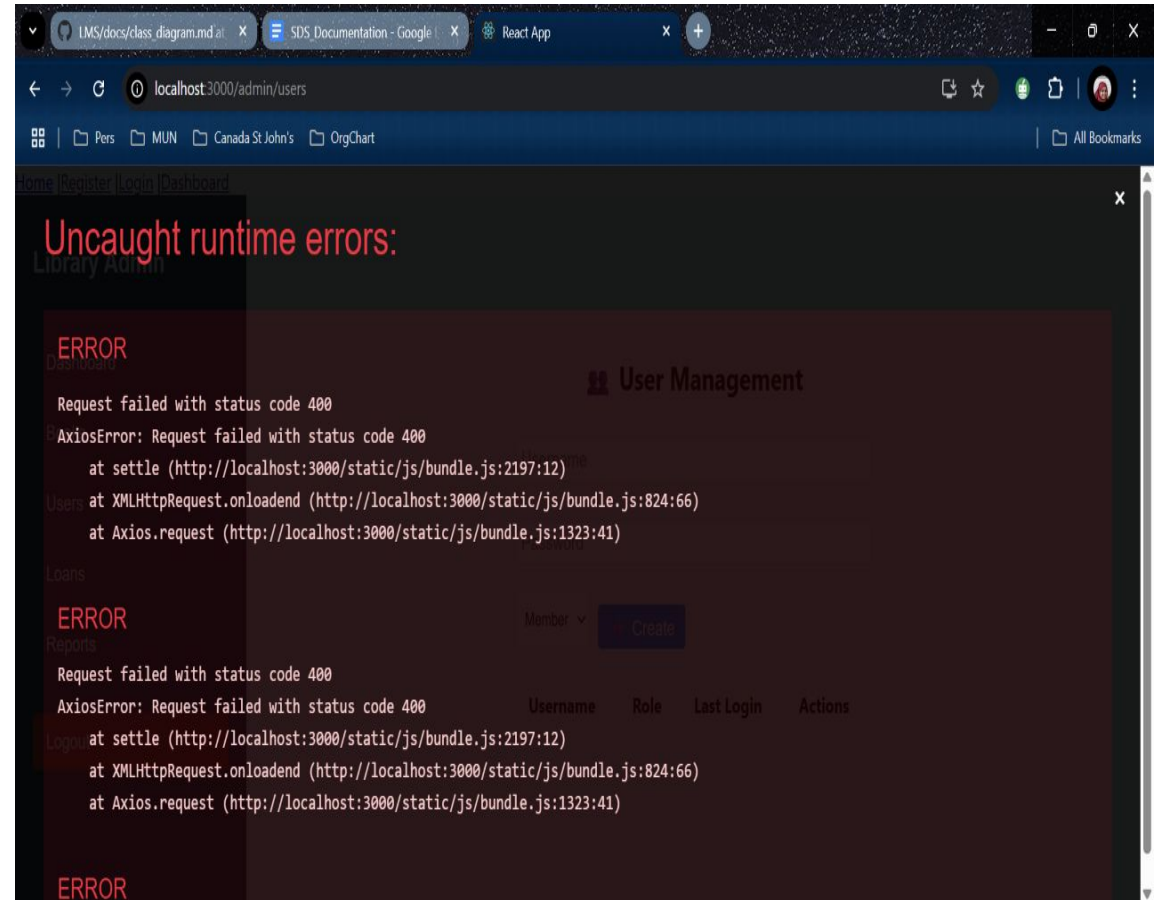 LMS/docs/class_diagram.md at
SDS_Documentation - Google
React App
localhost:3000/admin/users
Pers
MUN
Canada St John's
OrgChart
All Bookmarks
Home |Register |Login |Dashboard
Uncaught runtime errors:
Library Admin
ERROR
Dashboard
User Management
Request failed with status code 400
AxiosError: Request failed with status code 400
at settle (http://localhost:3000/static/js/bundle.js:2197:12)
Users
at XMLHttpRequest.onloadend (http://localhost:3000/static/js/bundle.js:824:66)
at Axios.request (http://localhost:3000/static/js/bundle.js:1323:41)
Password
Loans
ERROR
Member
Create
Reports
Request failed with status code 400
AxiosError: Request failed with status code 400
Username Role Last Login Actions
at settle (http://localhost:3000/static/js/bundle.js:2197:12)
Logout
at XMLHttpRequest.onloadend (http://localhost:3000/static/js/bundle.js:824:66)
at Axios.request (http://localhost:3000/static/js/bundle.js:1323:41)
ERROR